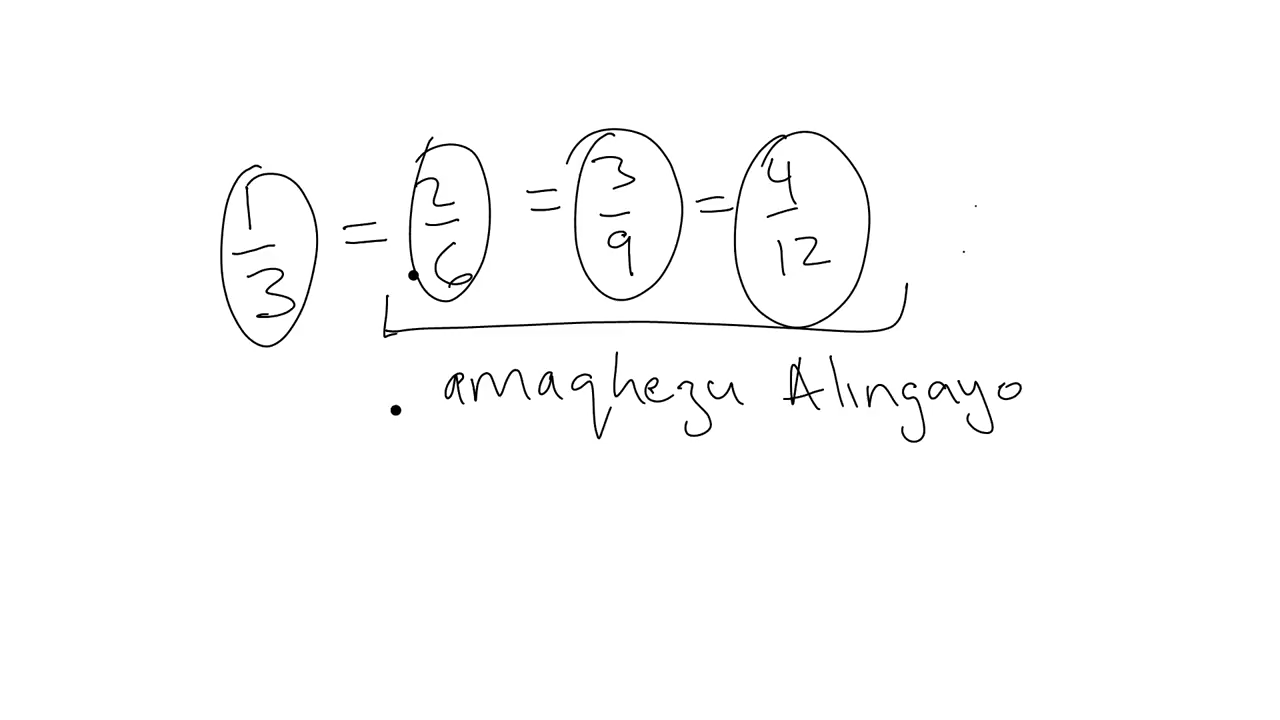 1/3 = 2/6 = 3/9 = 4/12
amaqhezu Alingayo